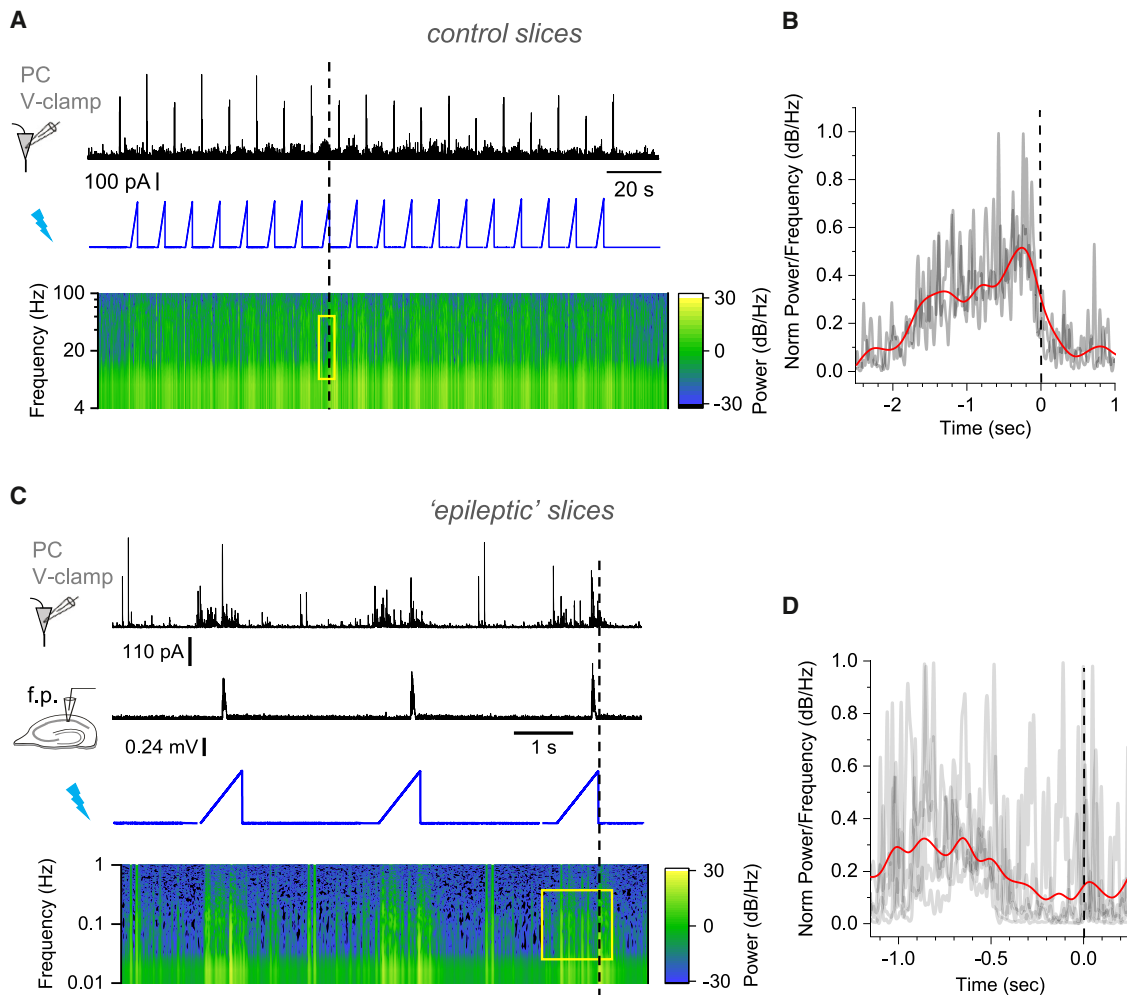 A
control slices
PC
V-clamp
100 pA
20 s
Frequency (Hz)
100
20
4
30
0
-30
Power (dB/Hz)
B
Norm Power/Frequency (dB/Hz)
1.0
0.8
0.6
0.4
0.2
0.0
-2
-1
0
1
Time (sec)
C
'epileptic' slices
PC
V-clamp
110 pA
f.p.
0.24 mV
1 s
Frequency (Hz)
1
0.1
0.01
30
0
-30
Power (dB/Hz)
D
Norm Power/Frequency (dB/Hz)
1.0
0.8
0.6
0.4
0.2
0.0
-1.0
-0.5
0.0
Time (sec)